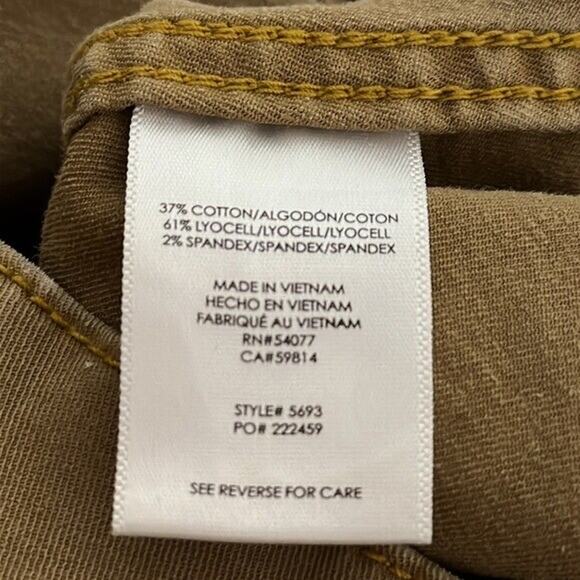 37% COTTON/ALGODÓN/COTON
61% LYOCELL/LYOCELL/LYOCELL
2% SPANDEX/SPANDEX/SPANDEX
MADE IN VIETNAM
HECHO EN VIETNAM
FABRIQUÉ AU VIETNAM
RN#54077
CA#59814
STYLE# 5693
PO# 222459
SEE REVERSE FOR CARE